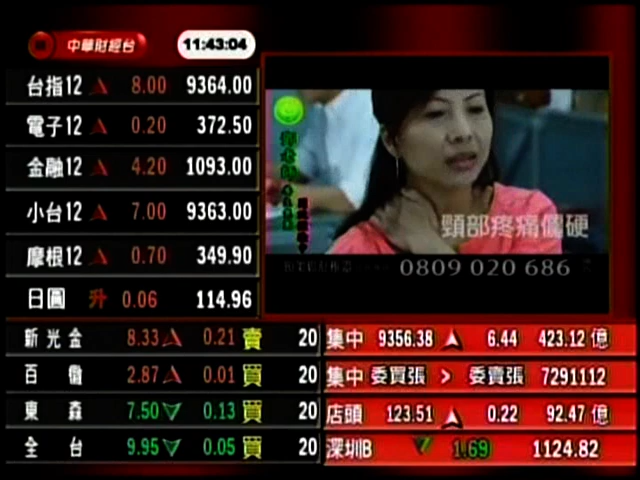 中華財經台 11:43:04
台指12 8.00 9364.00
電子12 0.20 372.50
金融12 4.20 1093.00
小台12 7.00 9363.00
摩根12 0.70 349.90
日圓 升 0.06 114.96
頸部疼痛僵硬
0809 020 686
新光金 8.33 0.21 賣 20
百徽 2.87 0.01 買 20
東森 7.50 0.13 買 20
全台 9.95 0.05 買 20
集中 9356.38 6.44 423.12 億
集中 委買張 > 委賣張 7291112
店頭 123.51 0.22 92.47 億
深圳B 1.69 1124.82